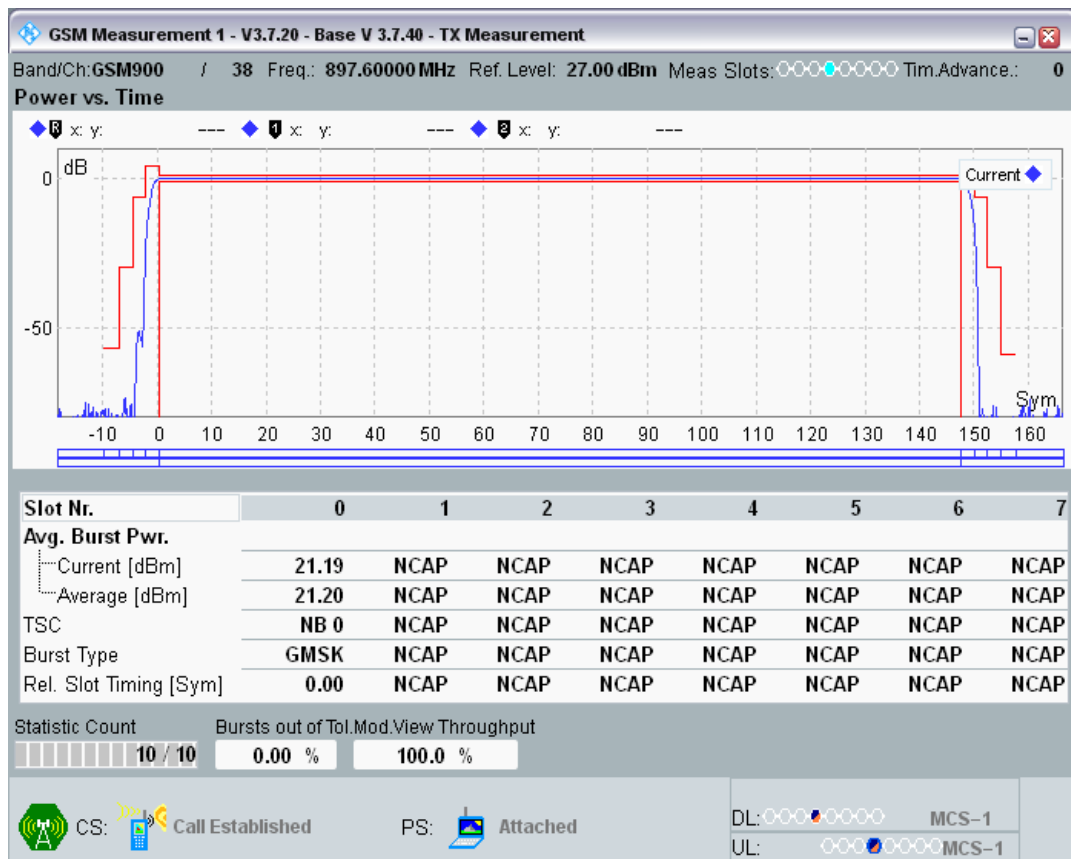 GSM Measurement 1 - V3.7.20 - Base V 3.7.40 - TX Measurement
Band/Ch:GSM900 / 38 Freq.: 897.60000 MHz Ref. Level: 27.00 dBm Meas Slots: Tim.Advance.: 0
Power vs. Time
R x: y: --- 1 x: y: --- 2 x: y: ---
dB
Current
0
-50
Sym
-10 0 10 20 30 40 50 60 70 80 90 100 110 120 130 140 150 160
Slot Nr. 0 1 2 3 4 5 6 7
Avg. Burst Pwr.
Current [dBm] 21.19 NCAP NCAP NCAP NCAP NCAP NCAP NCAP
Average [dBm] 21.20 NCAP NCAP NCAP NCAP NCAP NCAP NCAP
TSC NB 0 NCAP NCAP NCAP NCAP NCAP NCAP NCAP
Burst Type GMSK NCAP NCAP NCAP NCAP NCAP NCAP NCAP
Rel. Slot Timing [Sym] 0.00 NCAP NCAP NCAP NCAP NCAP NCAP NCAP
Statistic Count Bursts out of Tol.Mod.View Throughput
10 / 10 0.00 % 100.0 %
CS: Call Established PS: Attached
DL: MCS-1
UL: MCS-1